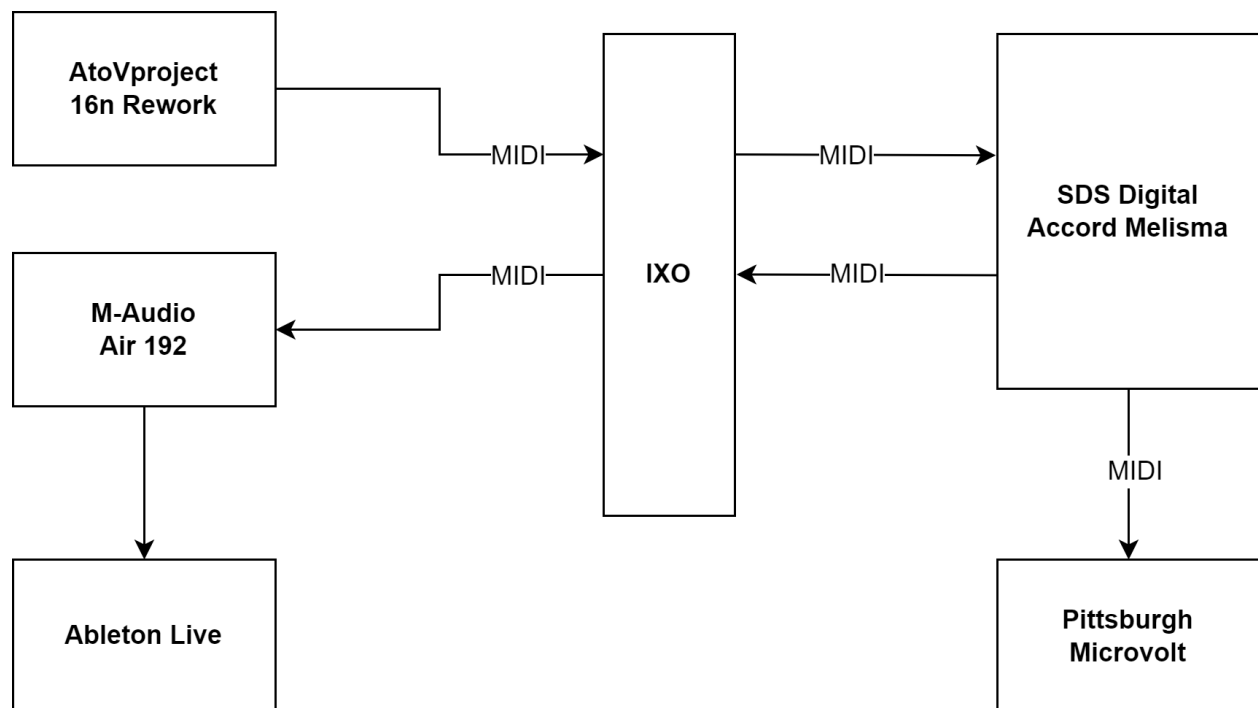 AtoVproject
16n Rework
MIDI
MIDI
IXO
SDS Digital
Accord Melisma
M-Audio
Air 192
MIDI
MIDI
MIDI
Ableton Live
Pittsburgh
Microvolt